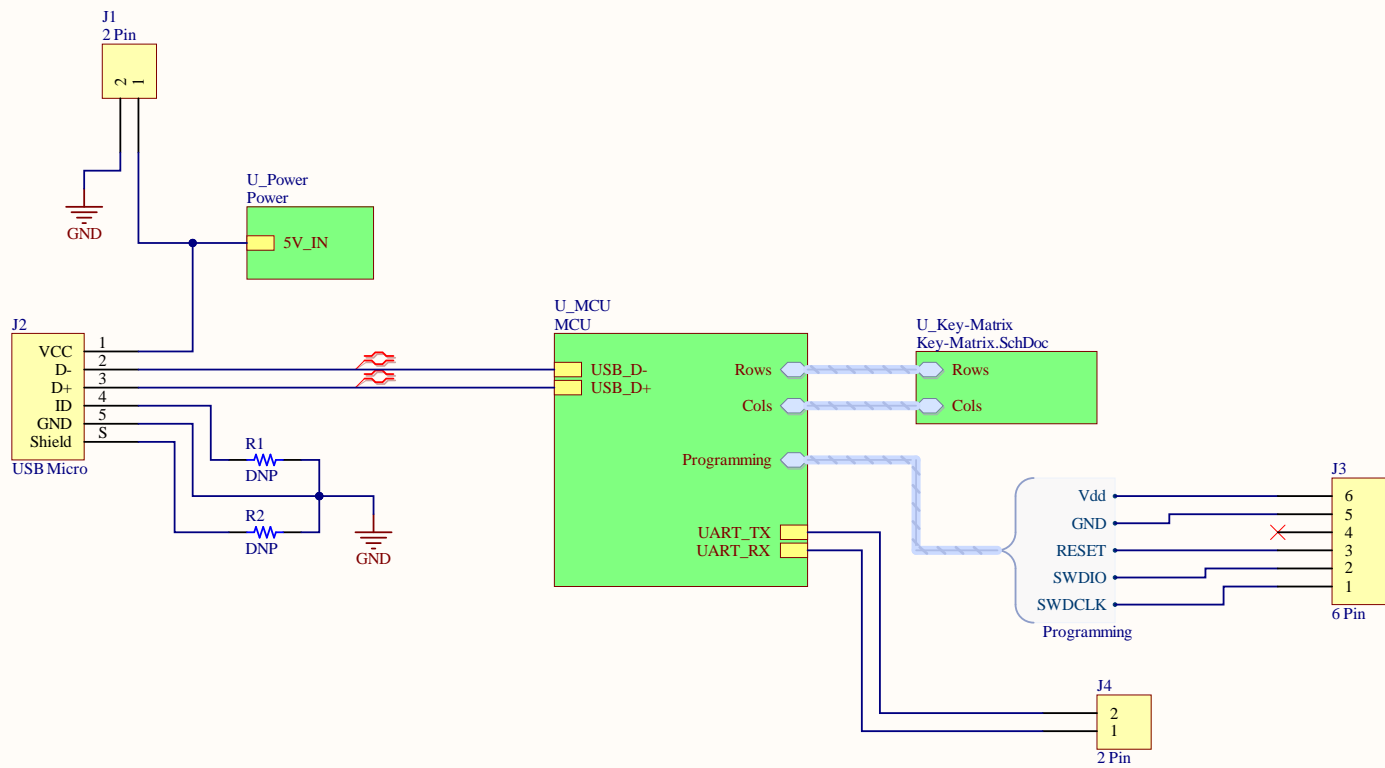 J1
2 Pin
2
1
GND
U_Power
Power
5V_IN
J2
VCC 1
D- 2
D+ 3
ID 4
GND 5
Shield S
USB Micro
R1
DNP
R2
DNP
GND
U_MCU
MCU
USB_D-
USB_D+
Rows
Cols
Programming
UART_TX
UART_RX
U_Key-Matrix
Key-Matrix.SchDoc
Rows
Cols
Vdd
GND
RESET
SWDIO
SWDCLK
Programming
J3
6
5
4
3
2
1
6 Pin
J4
2
1
2 Pin